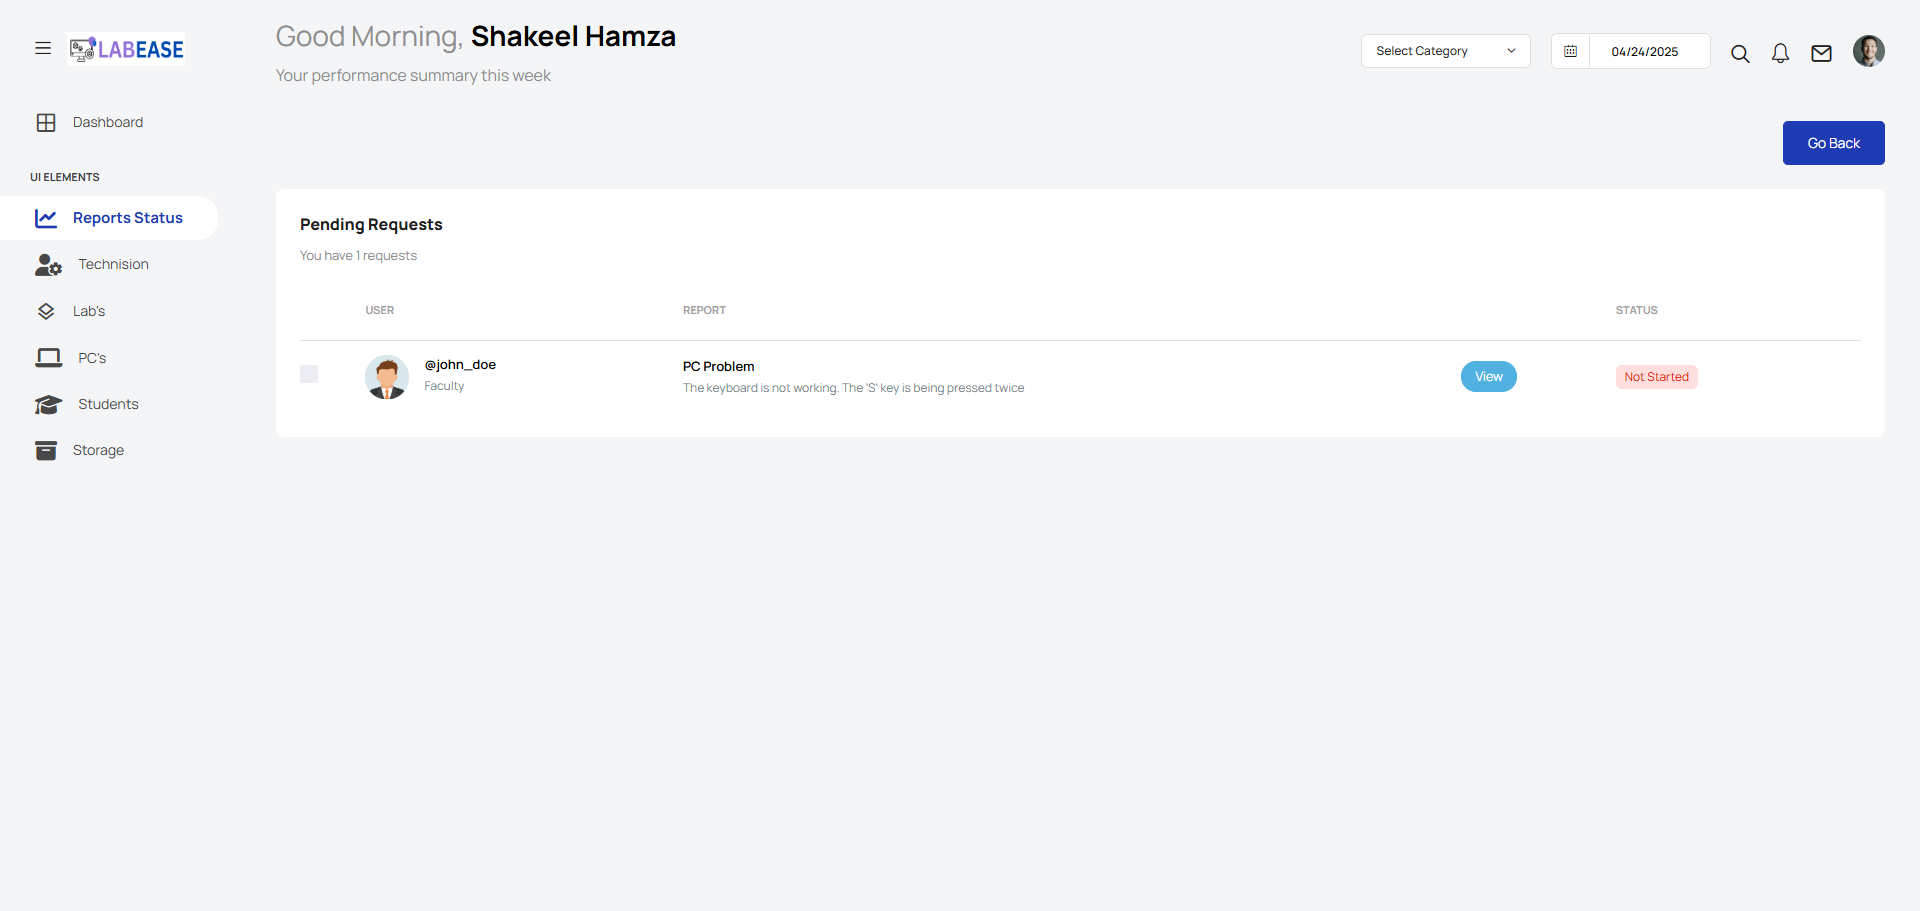 LABEASE
Good Morning, Shakeel Hamza
Your performance summary this week
Select Category
04/24/2025
Dashboard
Go Back
UI ELEMENTS
Reports Status
Technision
Lab's
PC's
Students
Storage
Pending Requests
You have 1 requests
USER REPORT STATUS
@john_doe
Faculty
PC Problem
The keyboard is not working. The 'S' key is being pressed twice
View
Not Started